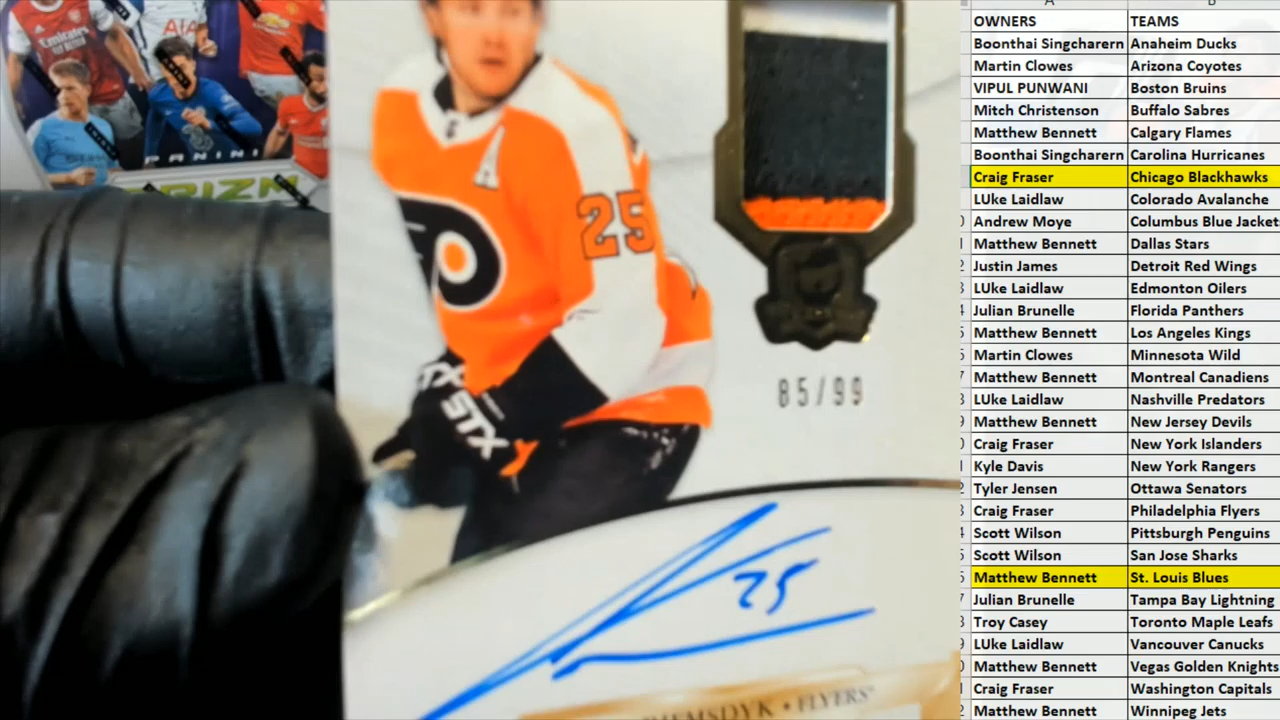 PANINI
PRIZM
A
25
STX
STX
85/99
25
FLYERS
OWNERS TEAMS
Boonthai Singcharern Anaheim Ducks
Martin Clowes Arizona Coyotes
VIPUL PUNWANI Boston Bruins
Mitch Christenson Buffalo Sabres
Matthew Bennett Calgary Flames
Boonthai Singcharern Carolina Hurricanes
Craig Fraser Chicago Blackhawks
LUke Laidlaw Colorado Avalanche
Andrew Moye Columbus Blue Jacket
Matthew Bennett Dallas Stars
Justin James Detroit Red Wings
LUke Laidlaw Edmonton Oilers
Julian Brunelle Florida Panthers
Matthew Bennett Los Angeles Kings
Martin Clowes Minnesota Wild
Matthew Bennett Montreal Canadiens
LUke Laidlaw Nashville Predators
Matthew Bennett New Jersey Devils
Craig Fraser New York Islanders
Kyle Davis New York Rangers
Tyler Jensen Ottawa Senators
Craig Fraser Philadelphia Flyers
Scott Wilson Pittsburgh Penguins
Scott Wilson San Jose Sharks
Matthew Bennett St. Louis Blues
Julian Brunelle Tampa Bay Lightning
Troy Casey Toronto Maple Leafs
LUke Laidlaw Vancouver Canucks
Matthew Bennett Vegas Golden Knights
Craig Fraser Washington Capitals
Matthew Bennett Winnipeg Jets